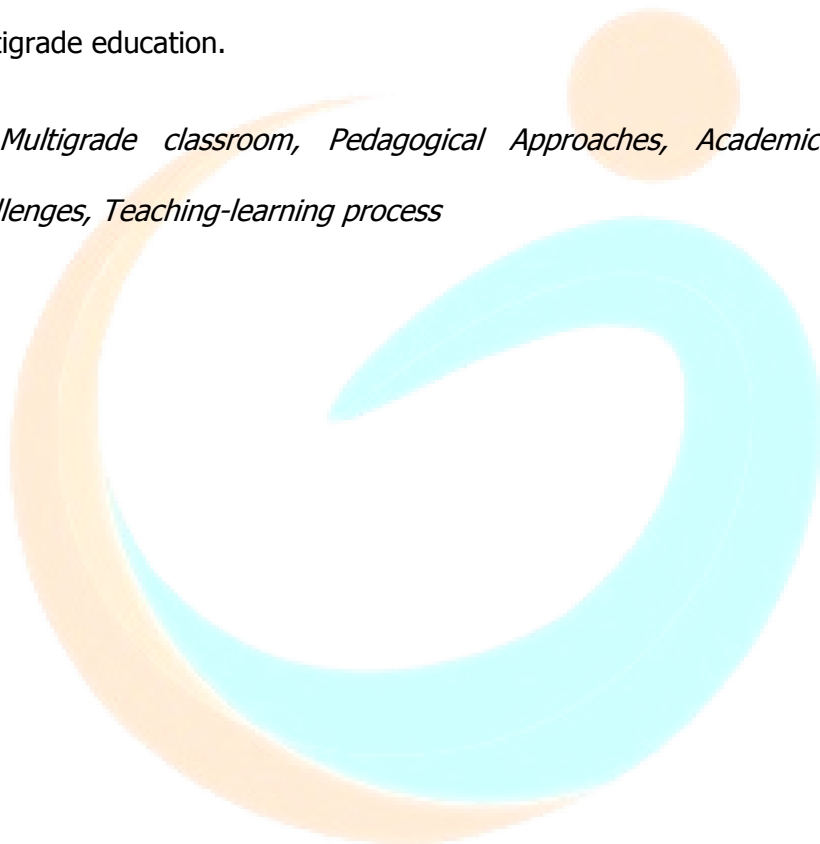 tigrade education.
Multigrade classroom, Pedagogical Approaches, Academic
llenges, Teaching-learning process